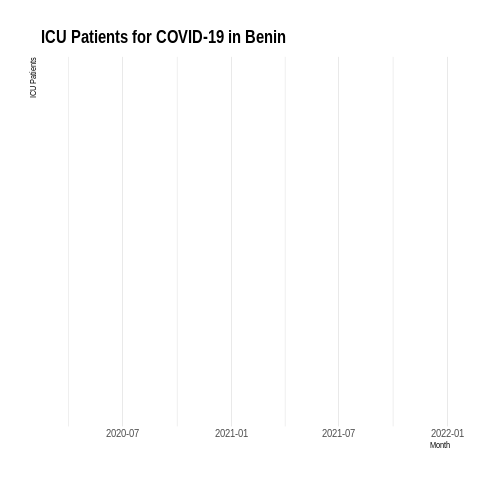 ICU Patients for COVID-19 in Benin
ICU Patients
2020-07 2021-01 2021-07 2022-01
Month